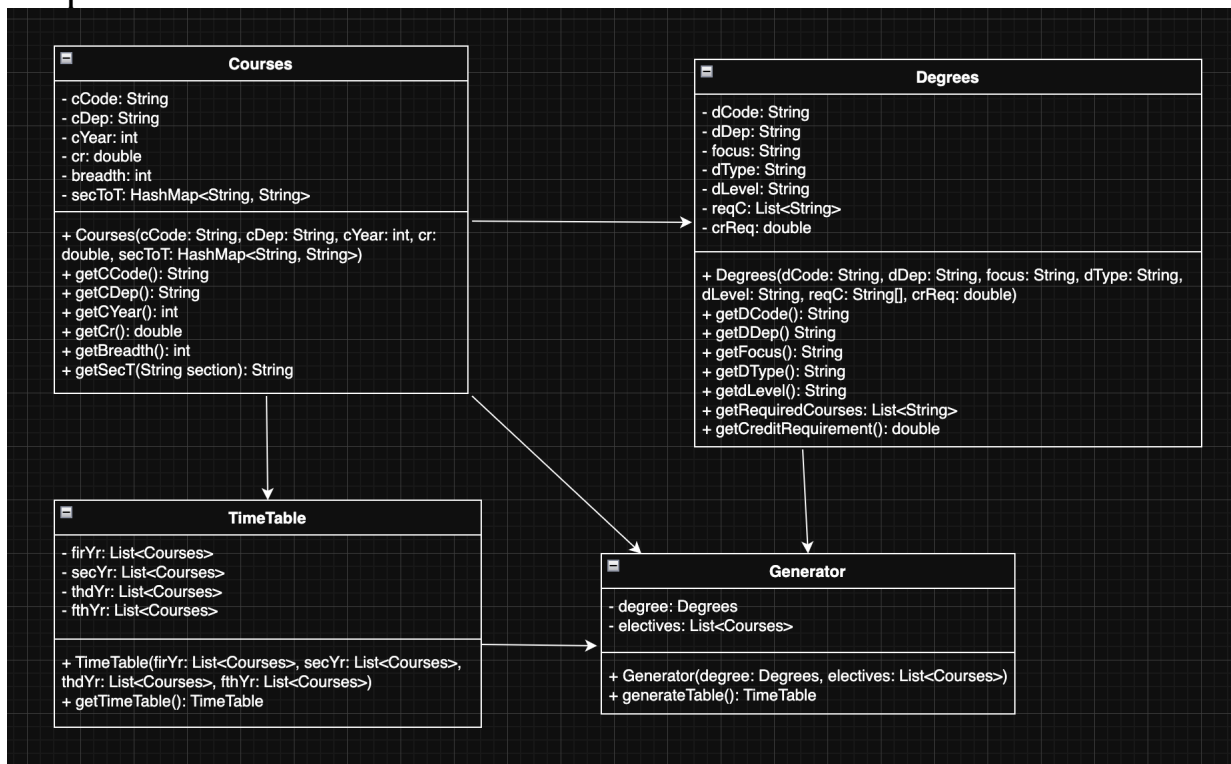 Courses
- cCode: String
- cDep: String
- cYear: int
- cr: double
- breadth: int
- secToT: HashMap<String, String>
+ Courses(cCode: String, cDep: String, cYear: int, cr:
double, secToT: HashMap<String, String>)
+ getCCode(): String
+ getCDep(): String
+ getCYear(): int
+ getCr(): double
+ getBreadth(): int
+ getSecT(String section): String
Degrees
- dCode: String
- dDep: String
- focus: String
- dType: String
- dLevel: String
- reqC: List<String>
- crReq: double
+ Degrees(dCode: String, dDep: String, focus: String, dType: String,
dLevel: String, reqC: String[], crReq: double)
+ getDCode(): String
+ getDDep() String
+ getFocus(): String
+ getDType(): String
+ getdLevel(): String
+ getRequiredCourses: List<String>
+ getCreditRequirement(): double
TimeTable
- firYr: List<Courses>
- secYr: List<Courses>
- thdYr: List<Courses>
- fthYr: List<Courses>
+ TimeTable(firYr: List<Courses>, secYr: List<Courses>,
thdYr: List<Courses>, fthYr: List<Courses>)
+ getTimeTable(): TimeTable
Generator
- degree: Degrees
- electives: List<Courses>
+ Generator(degree: Degrees, electives: List<Courses>)
+ generateTable(): TimeTable